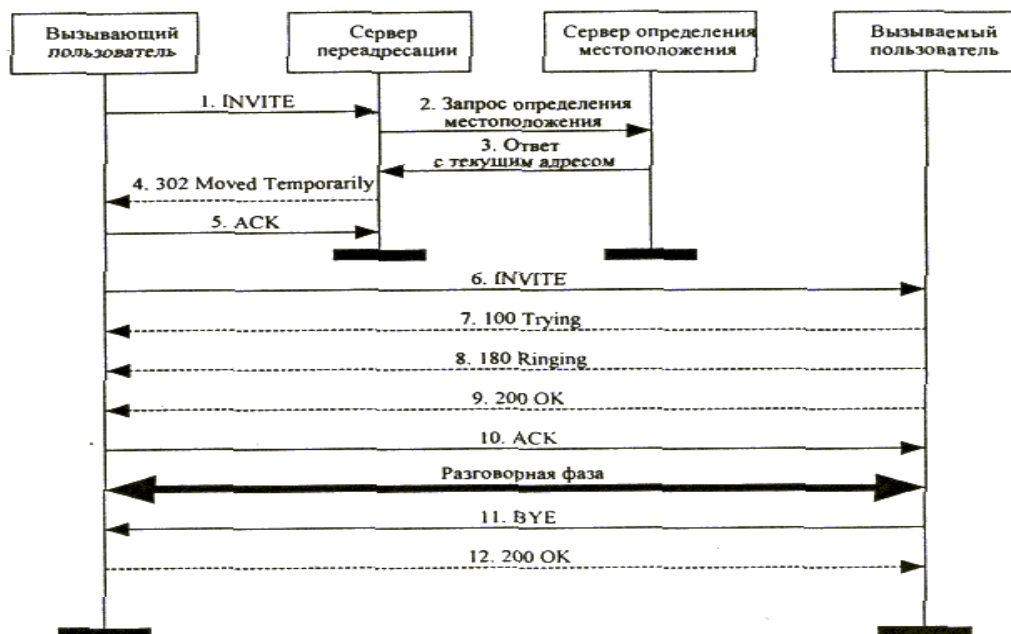 Вызывающий
пользователь
Сервер
переадресации
Сервер определения
местоположения
Вызываемый
пользователь
1. INVITE
2. Запрос определения
местоположения
3. Ответ
с текущим адресом
4. 302 Moved Temporarily
5. ACK
6. INVITE
7. 100 Trying
8. 180 Ringing
9. 200 OK
10. ACK
Разговорная фаза
11. BYE
12. 200 OK